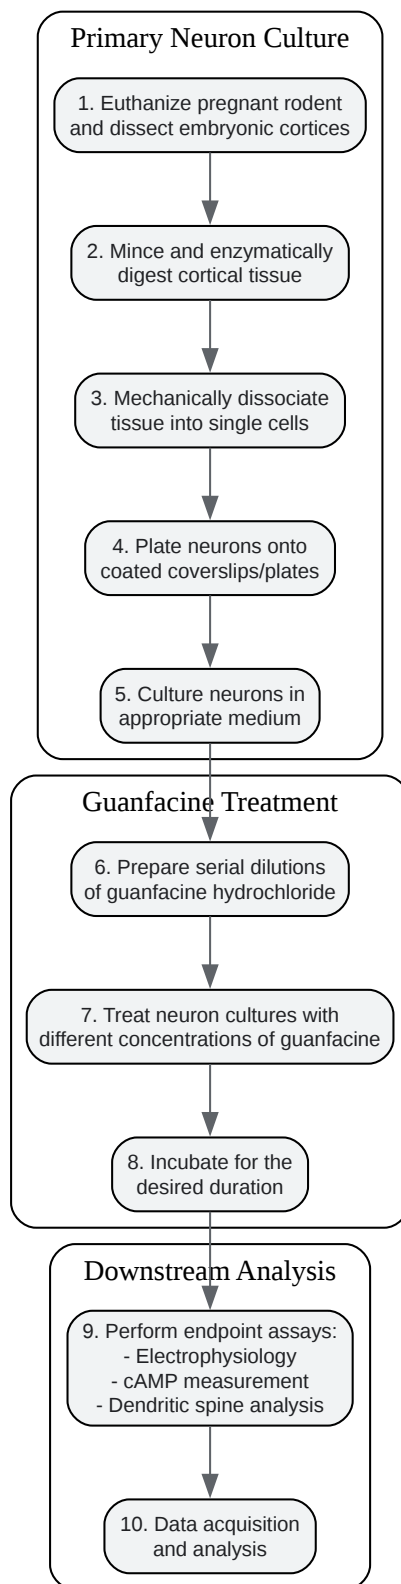 Primary Neuron Culture
1. Euthanize pregnant rodent
and dissect embryonic cortices
2. Mince and enzymatically
digest cortical tissue
3. Mechanically dissociate
tissue into single cells
4. Plate neurons onto
coated coverslips/plates
5. Culture neurons in
appropriate medium
Guanfacine Treatment
6. Prepare serial dilutions
of guanfacine hydrochloride
7. Treat neuron cultures with
different concentrations of guanfacine
8. Incubate for the
desired duration
Downstream Analysis
9. Perform endpoint assays:
- Electrophysiology
- cAMP measurement
- Dendritic spine analysis
10. Data acquisition
and analysis